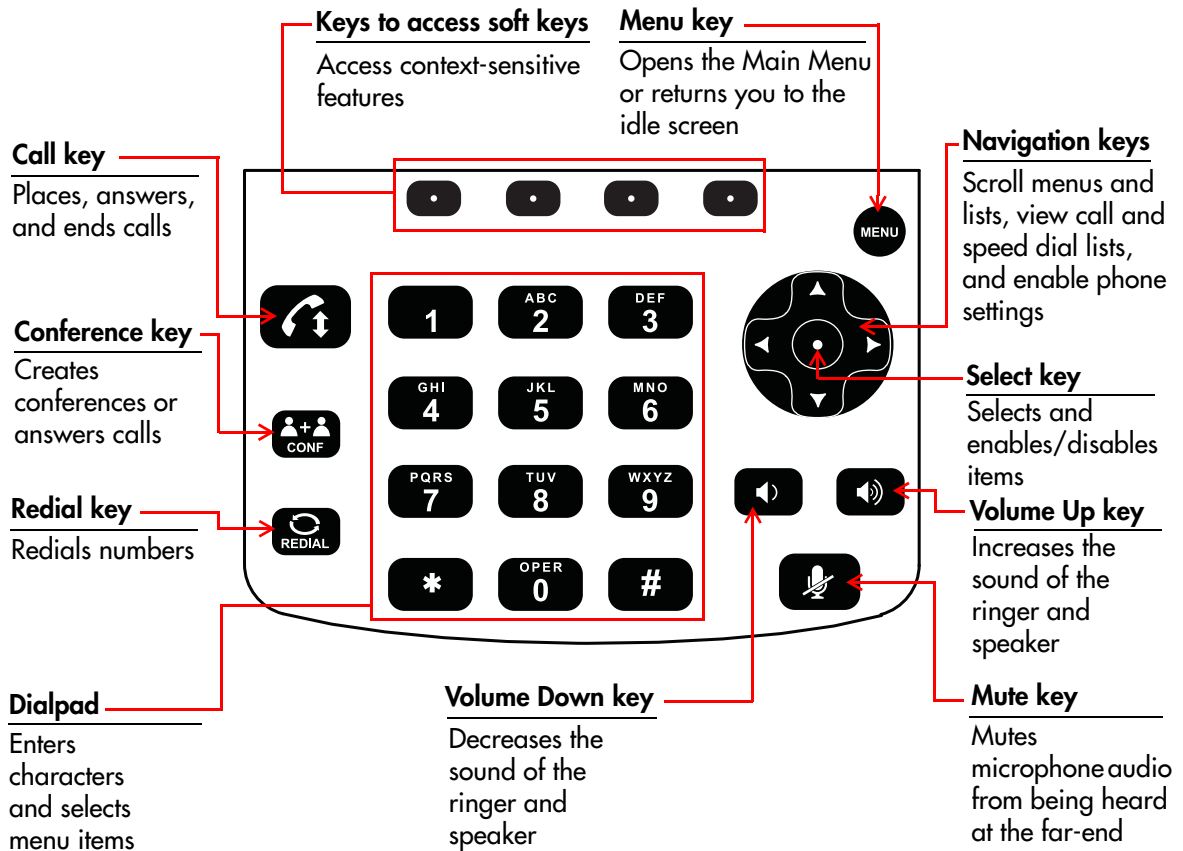 Keys to access soft keys
Access context-sensitive
features
Menu key
Opens the Main Menu
or returns you to the
idle screen
Call key
Places, answers,
and ends calls
Navigation keys
Scroll menus and
lists, view call and
speed dial lists,
and enable phone
settings
MENU
1
ABC
2
DEF
3
Conference key
Creates
conferences or
answers calls
CONF
GHI
4
JKL
5
MNO
6
Select key
Selects and
enables/disables
items
Redial key
Redials numbers
REDIAL
PQRS
7
TUV
8
WXYZ
9
Volume Up key
Increases the
sound of the
ringer and
speaker
*
OPER
0
#
Dialpad
Enters
characters
and selects
menu items
Volume Down key
Decreases the
sound of the
ringer and
speaker
Mute key
Mutes
microphone audio
from being heard
at the far-end